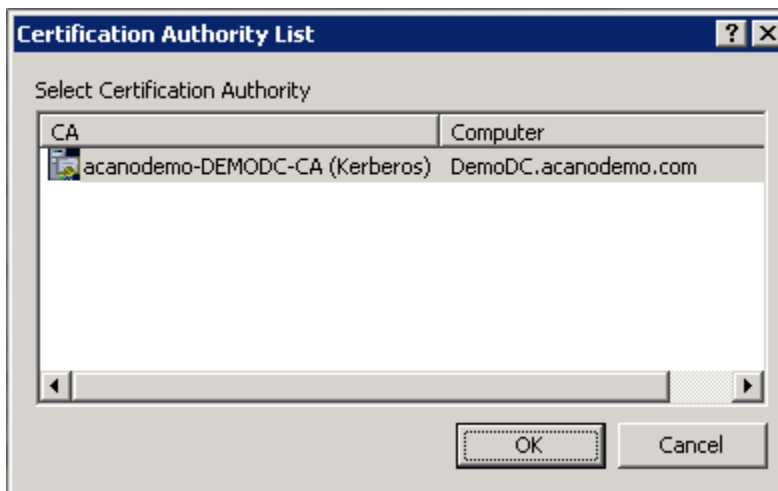 Certification Authority List
Select Certification Authority
CA Computer
acanodemo-DEMODC-CA (Kerberos) DemoDC.acanodemo.com
OK Cancel